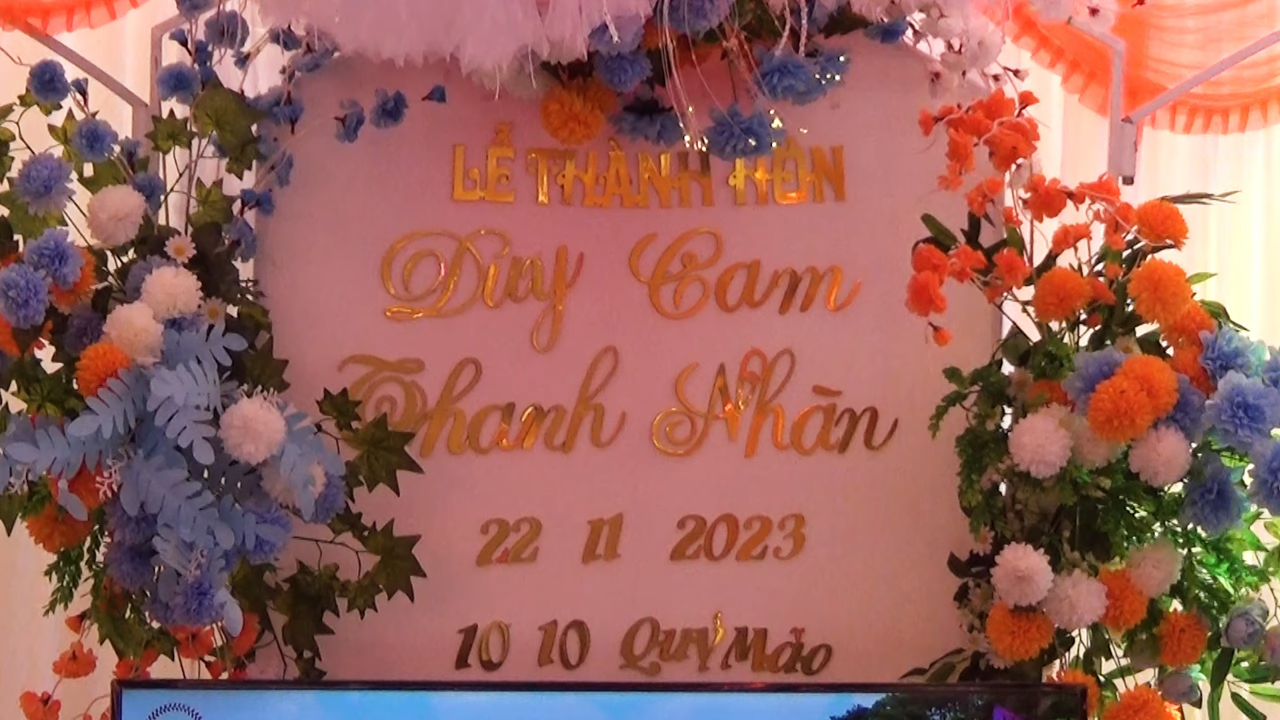 LỄ THÀNH HÔN
Duy Cam
Thanh Nhàn
22 11 2023
10 10 Quý Mão